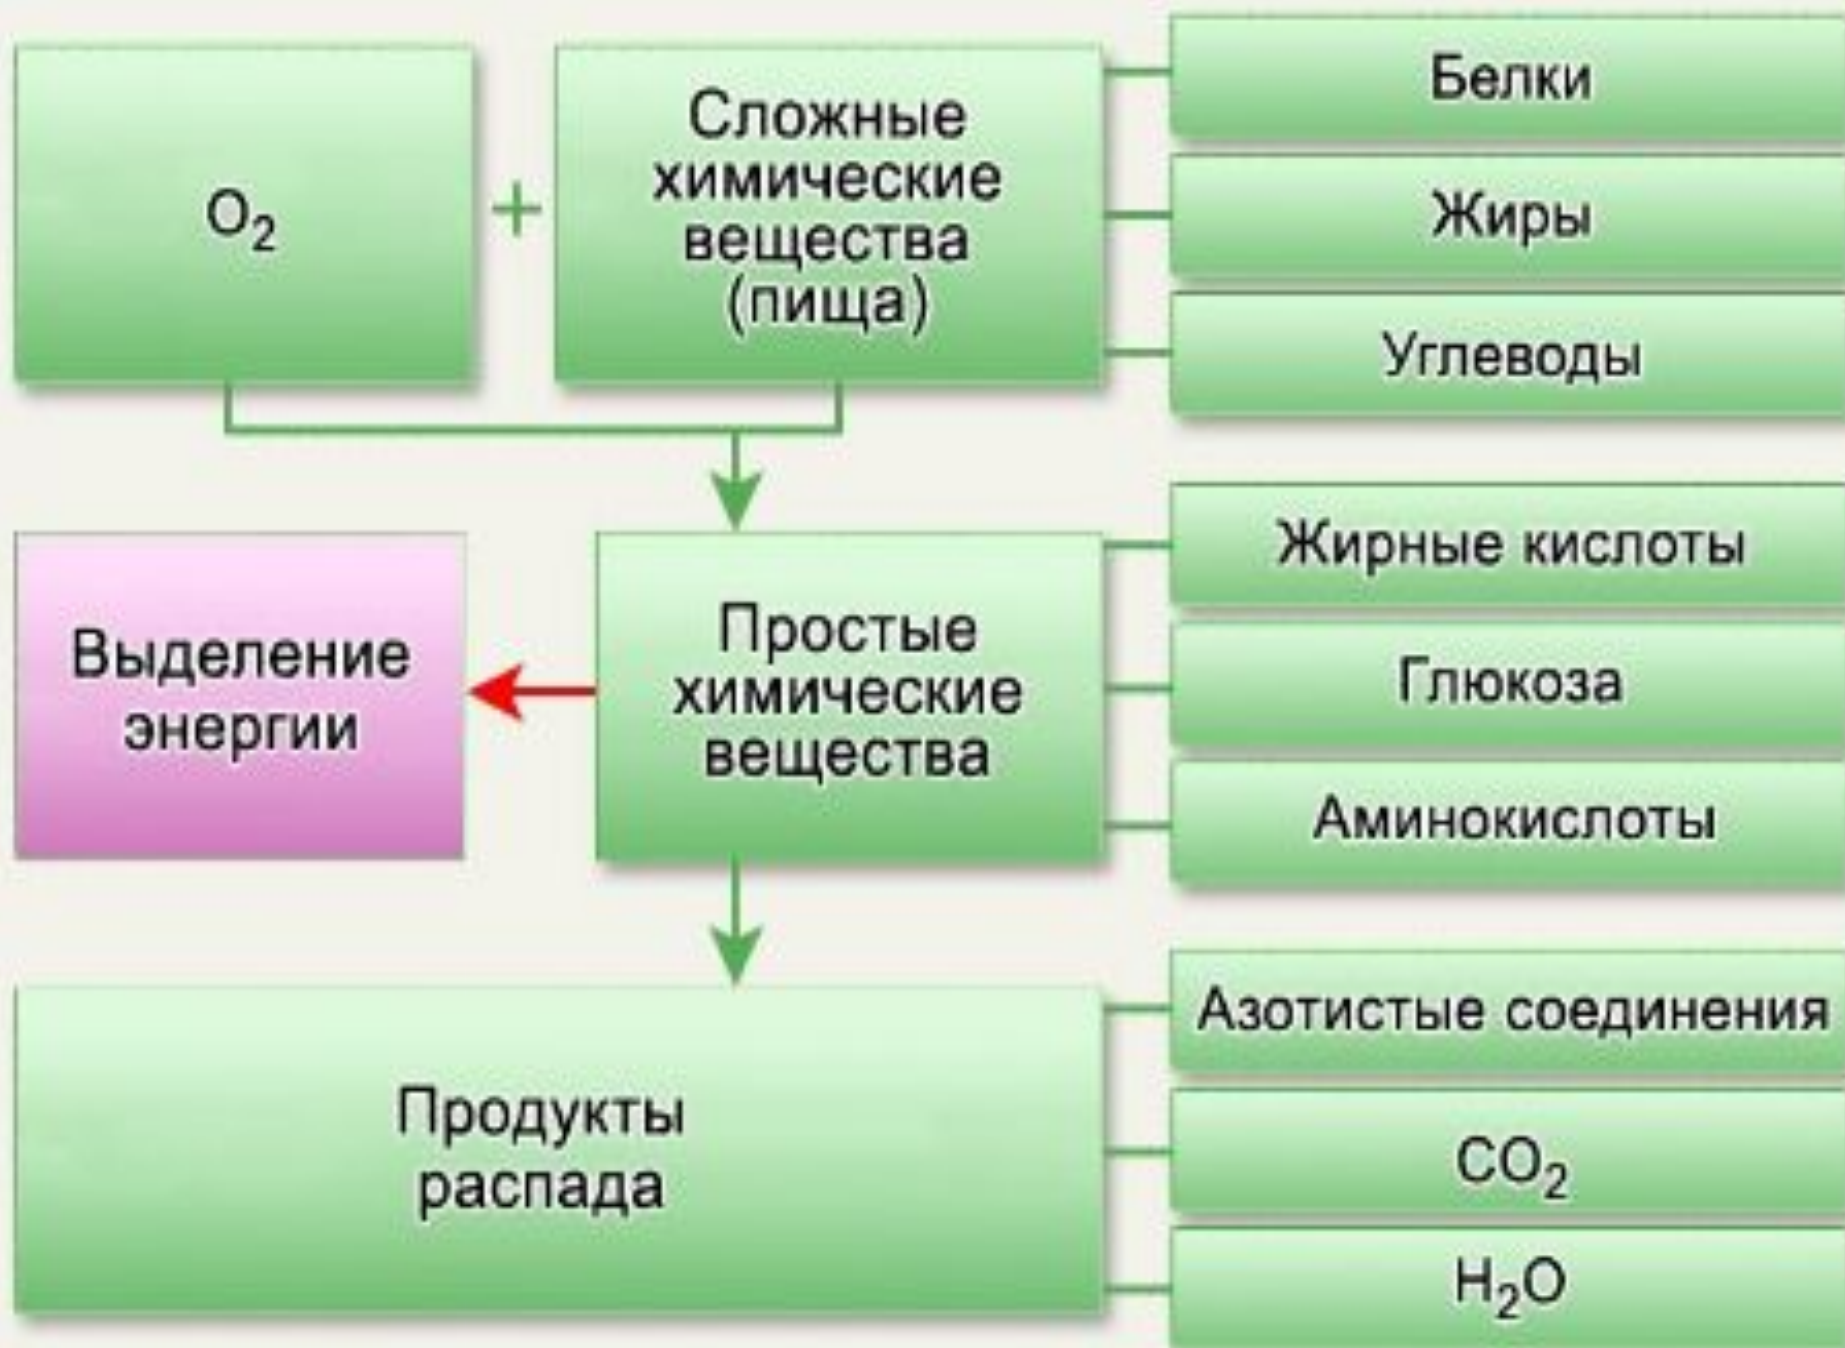 O₂
+
Сложные
химические
вещества
(пища)
Белки
Жиры
Углеводы
Выделение
энергии
Простые
химические
вещества
Жирные кислоты
Глюкоза
Аминокислоты
Продукты
распада
Азотистые соединения
CO₂
H₂O